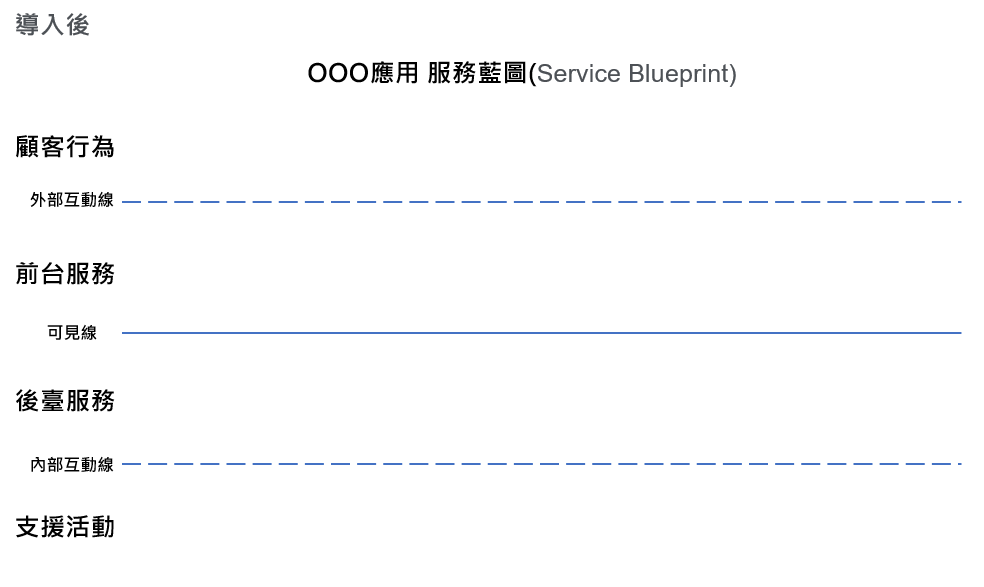 導入後
OOO應用 服務藍圖(Service Blueprint)
顧客行為
外部互動線
前台服務
可見線
後臺服務
內部互動線
支援活動